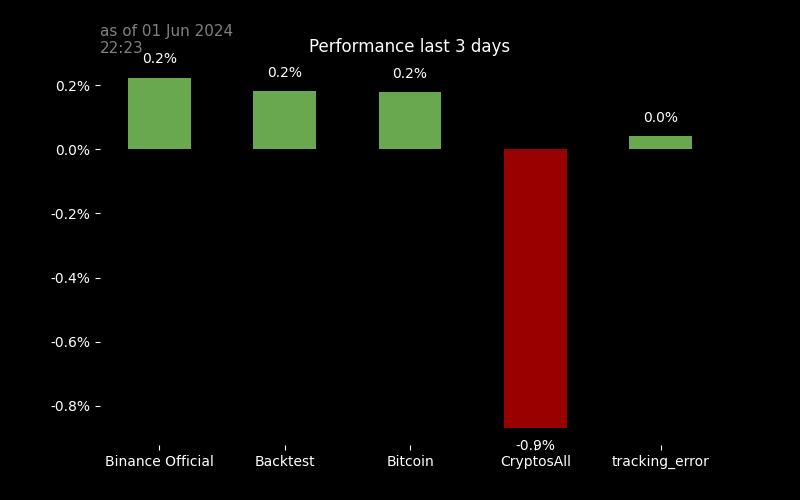 as of 01 Jun 2024
22:23
Performance last 3 days
0.2%
0.2%
0.2%
-0.9%
0.0%
0.2%
0.0%
-0.2%
-0.4%
-0.6%
-0.8%
Binance Official
Backtest
Bitcoin
CryptosAll
tracking_error